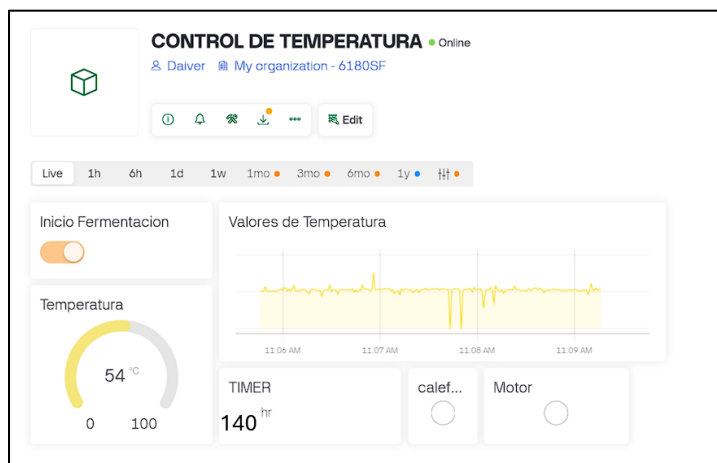 CONTROL DE TEMPERATURA Online
Daiver My organization - 6180SF
Edit
Live 1h 6h 1d 1w 1mo 3mo 6mo 1y
Inicio Fermentacion
Valores de Temperatura
11:06 AM 11:07 AM 11:08 AM 11:09 AM
Temperatura
54 °C
0 100
TIMER
140 hr
calef...
Motor